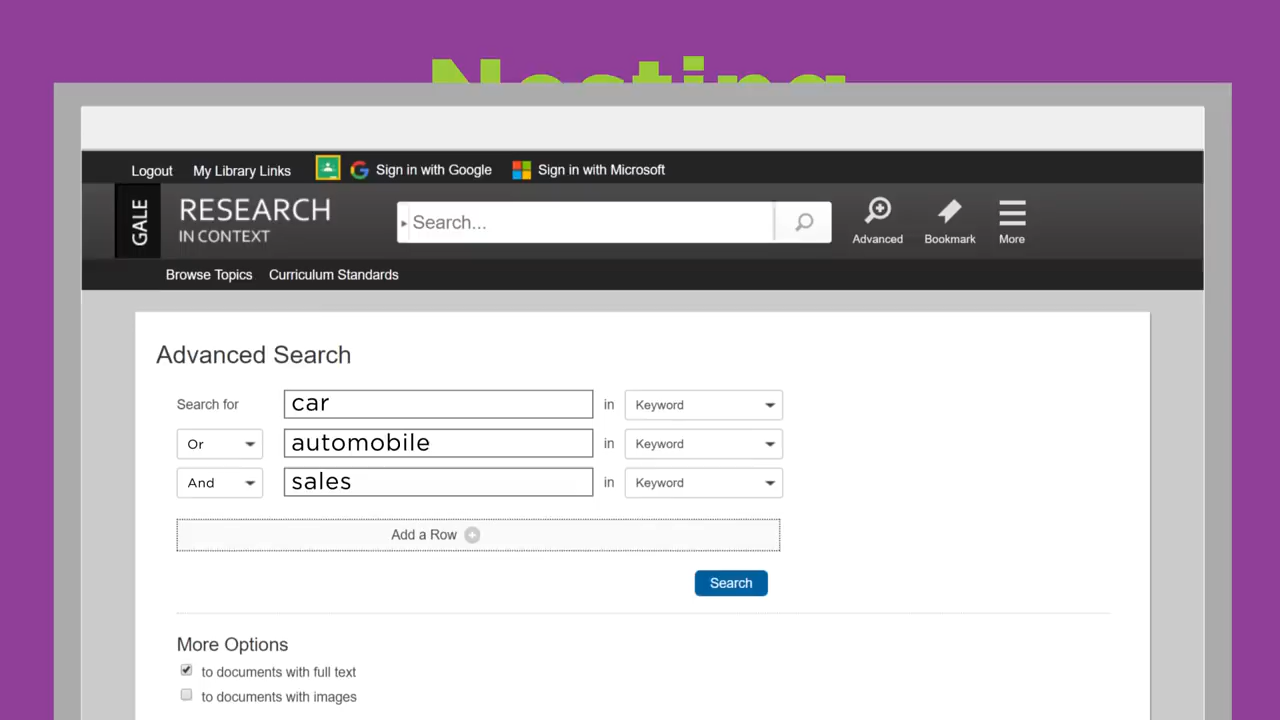 Nesting
Logout My Library Links Sign in with Google Sign in with Microsoft
GALE RESEARCH IN CONTEXT
Search...
Advanced Bookmark More
Browse Topics Curriculum Standards
Advanced Search
Search for car in Keyword
Or automobile in Keyword
And sales in Keyword
Add a Row
Search
More Options
to documents with full text
to documents with images